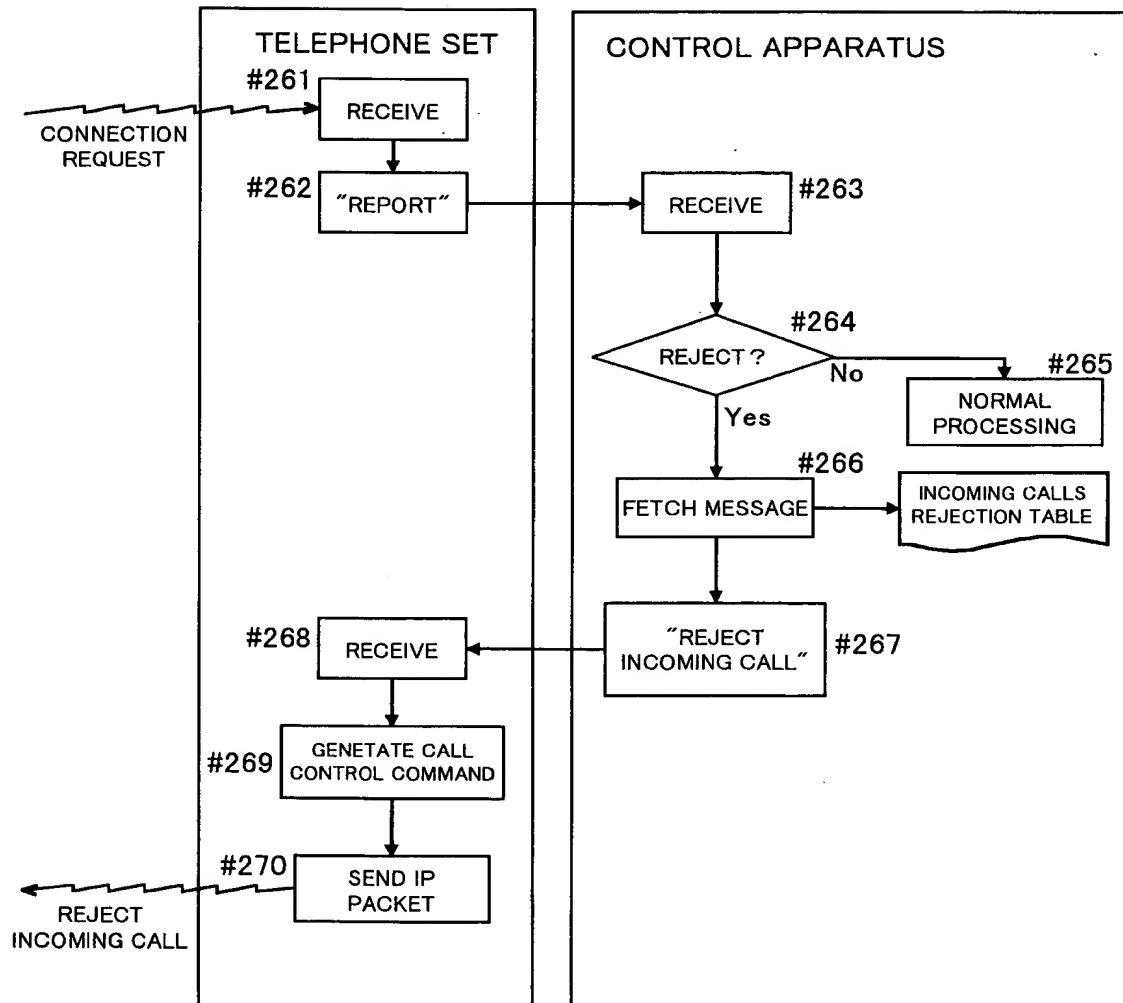 TELEPHONE SET
CONTROL APPARATUS
#261
RECEIVE
CONNECTION
REQUEST
#262
"REPORT"
RECEIVE
#263
REJECT?
#264
No
#265
NORMAL
PROCESSING
Yes
#266
FETCH MESSAGE
INCOMING CALLS
REJECTION TABLE
"REJECT
INCOMING CALL"
#267
#268
RECEIVE
#269
GENETATE CALL
CONTROL COMMAND
#270
SEND IP
PACKET
REJECT
INCOMING CALL